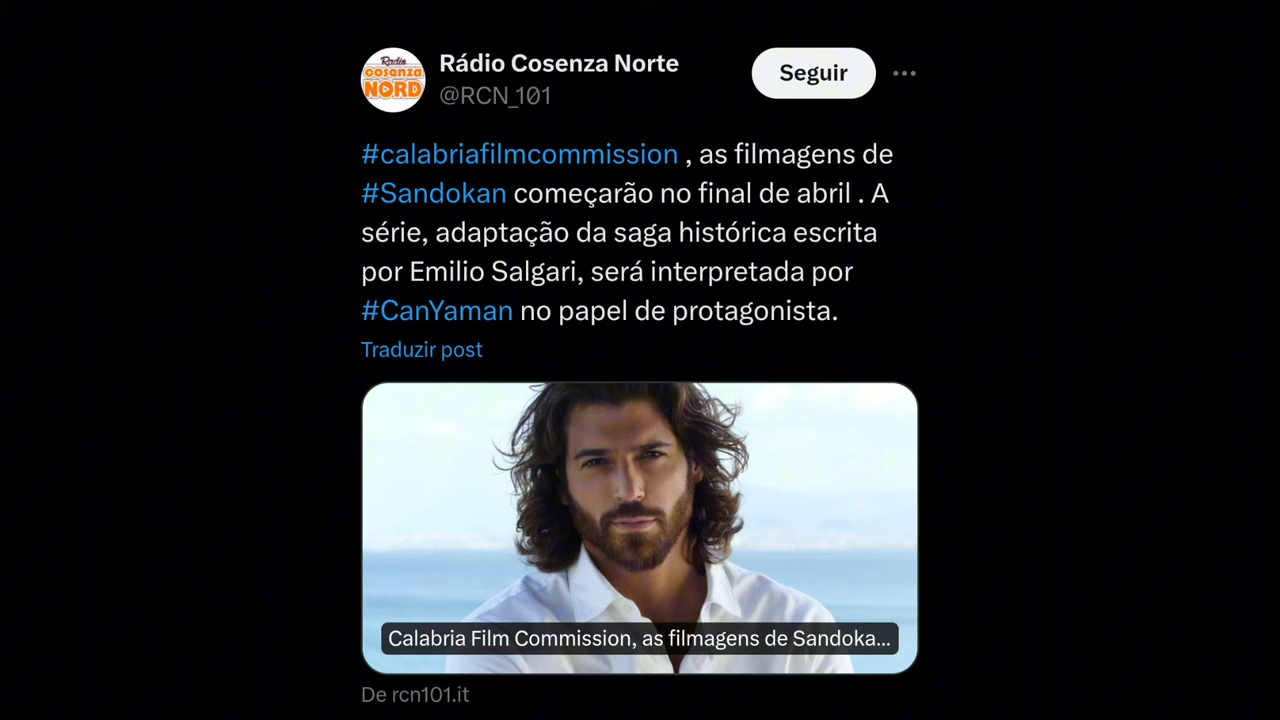 Radio
cosenza
NORD
Rádio Cosenza Norte
@RCN_101
Seguir
#calabriafilmcommission , as filmagens de
#Sandokan começarão no final de abril . A
série, adaptação da saga histórica escrita
por Emilio Salgari, será interpretada por
#CanYaman no papel de protagonista.
Traduzir post
Calabria Film Commission, as filmagens de Sandoka...
De rcn101.it